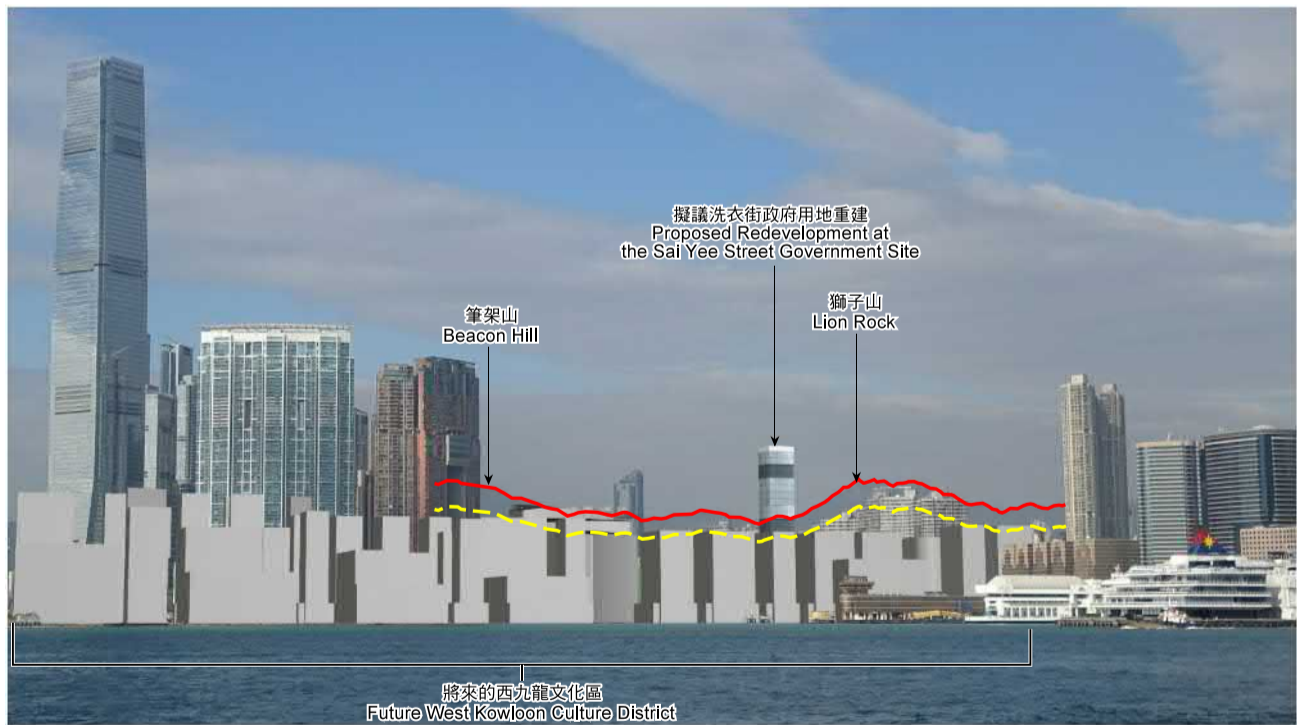 擬議洗衣街政府用地重建
Proposed Redevelopment at
the Sai Yee Street Government Site
筆架山
Beacon Hill
獅子山
Lion Rock
將來的西九龍文化區
Future West Kowloon Culture District